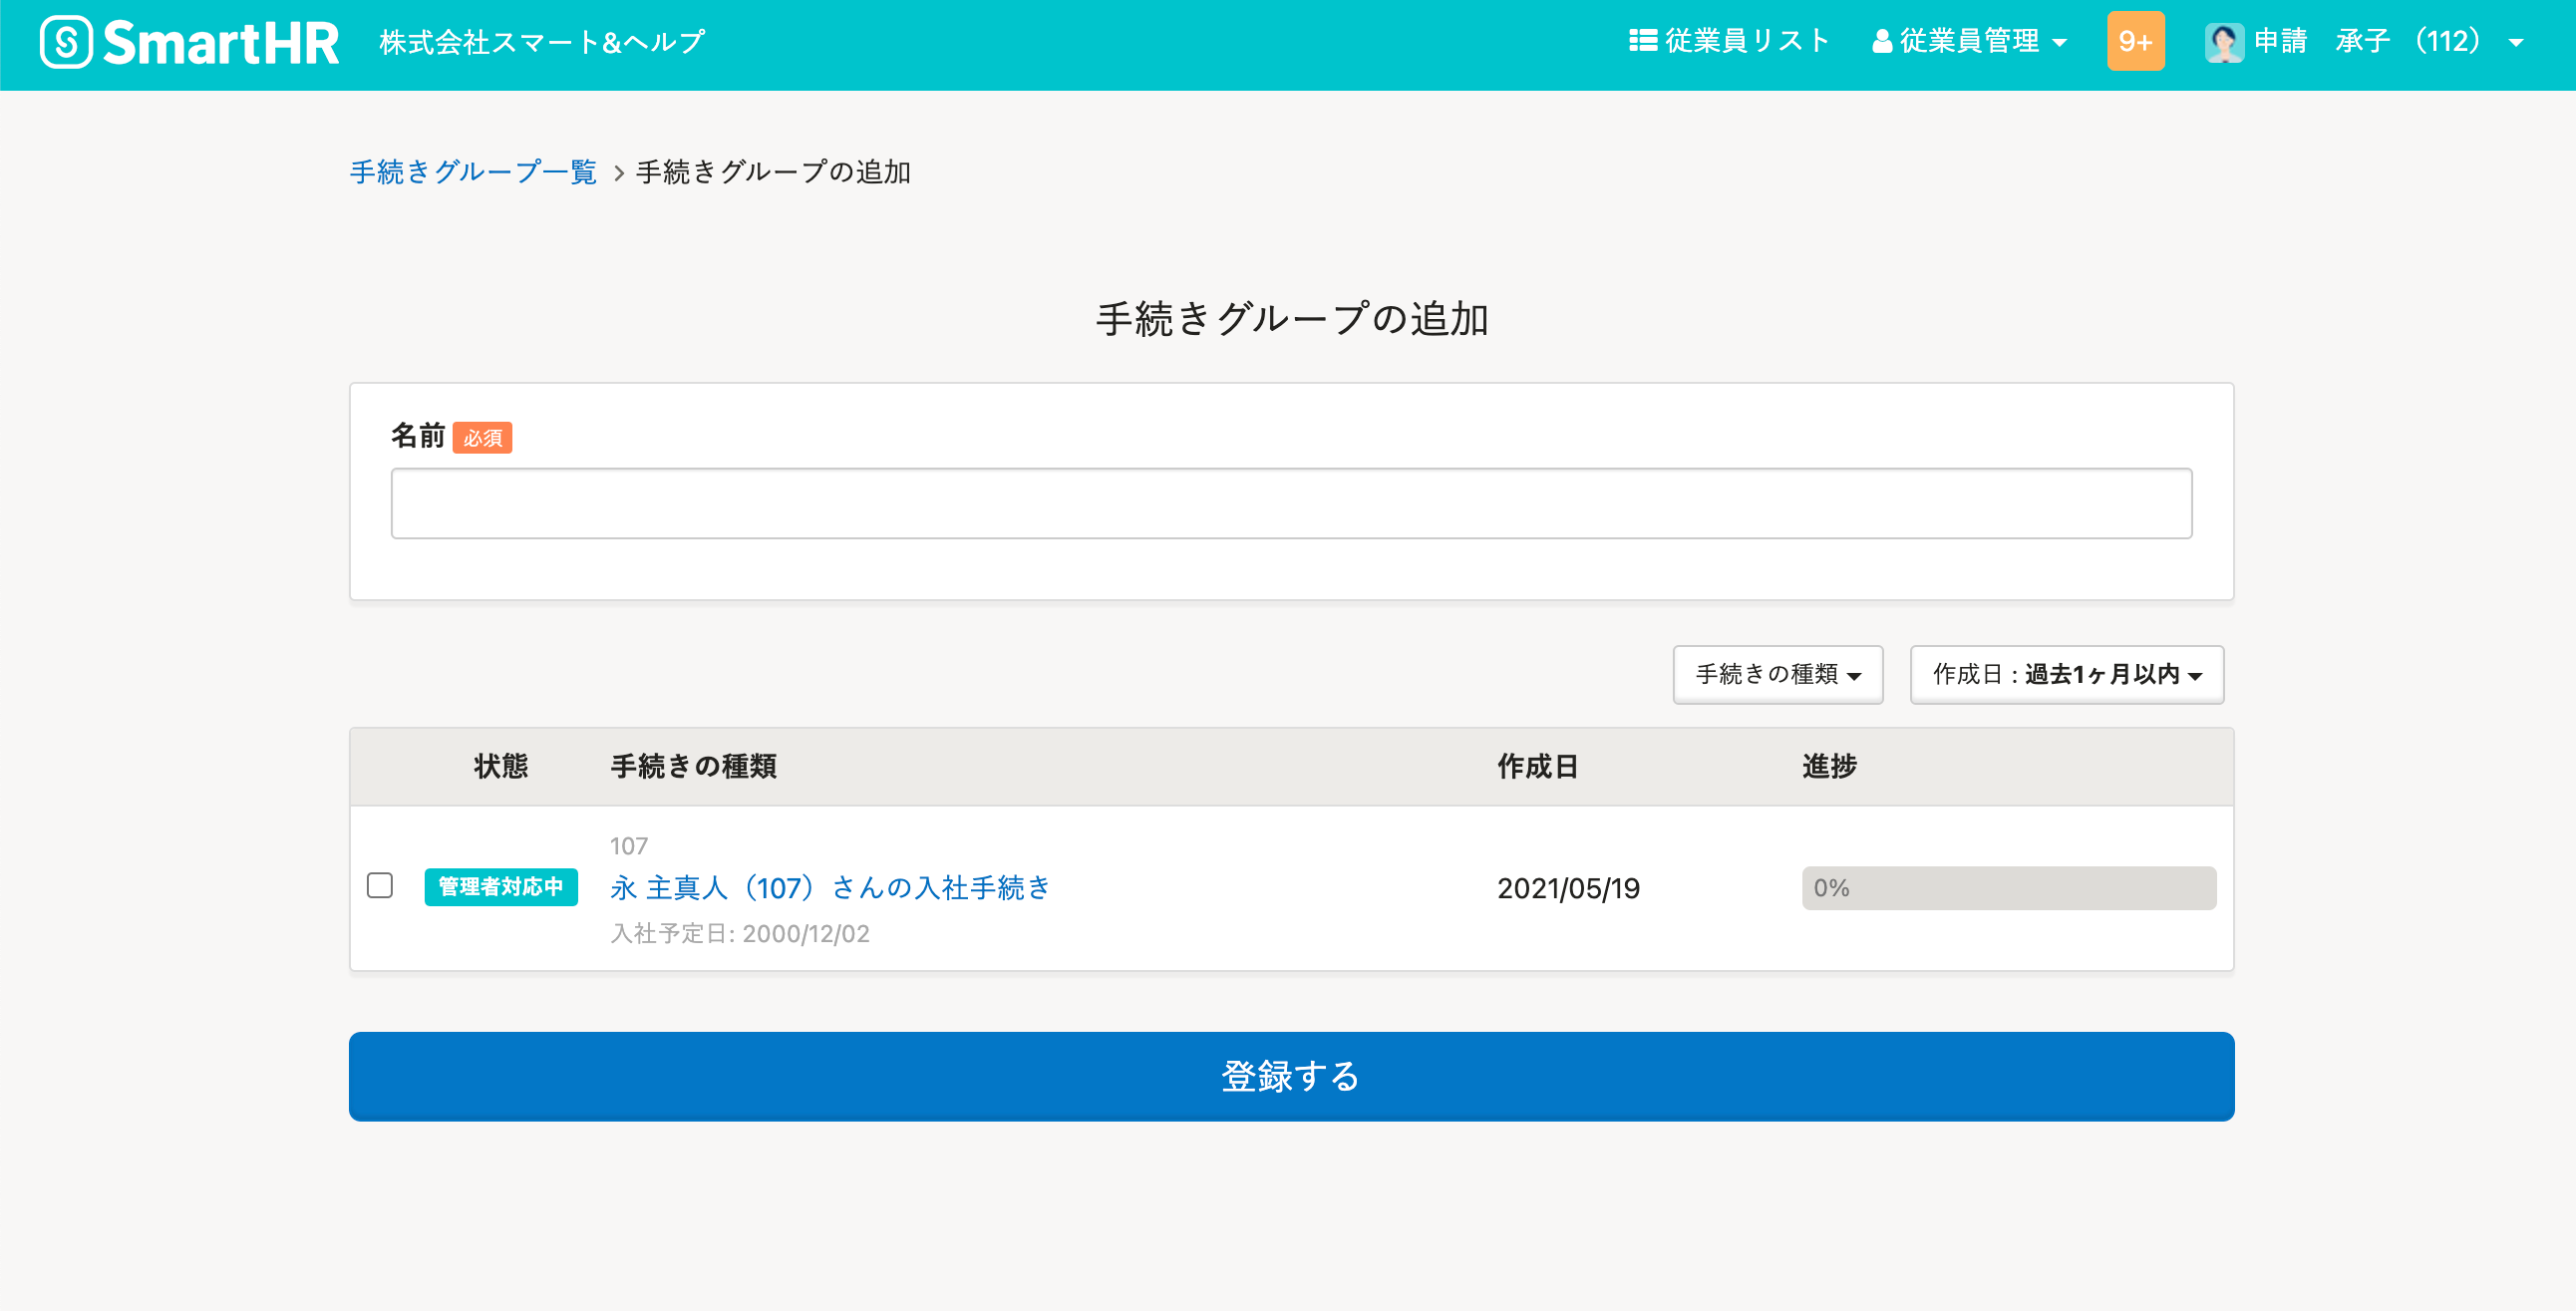 SmartHR 株式会社スマート&ヘルプ 従業員リスト 従業員管理 9+ 申請 承子 （112）
手続きグループ一覧 > 手続きグループの追加
手続きグループの追加
名前 必須
手続きの種類 作成日 : 過去1ヶ月以内
状態 手続きの種類 作成日 進捗
107
管理者対応中 永 主真人（107）さんの入社手続き 2021/05/19 0%
入社予定日: 2000/12/02
登録する